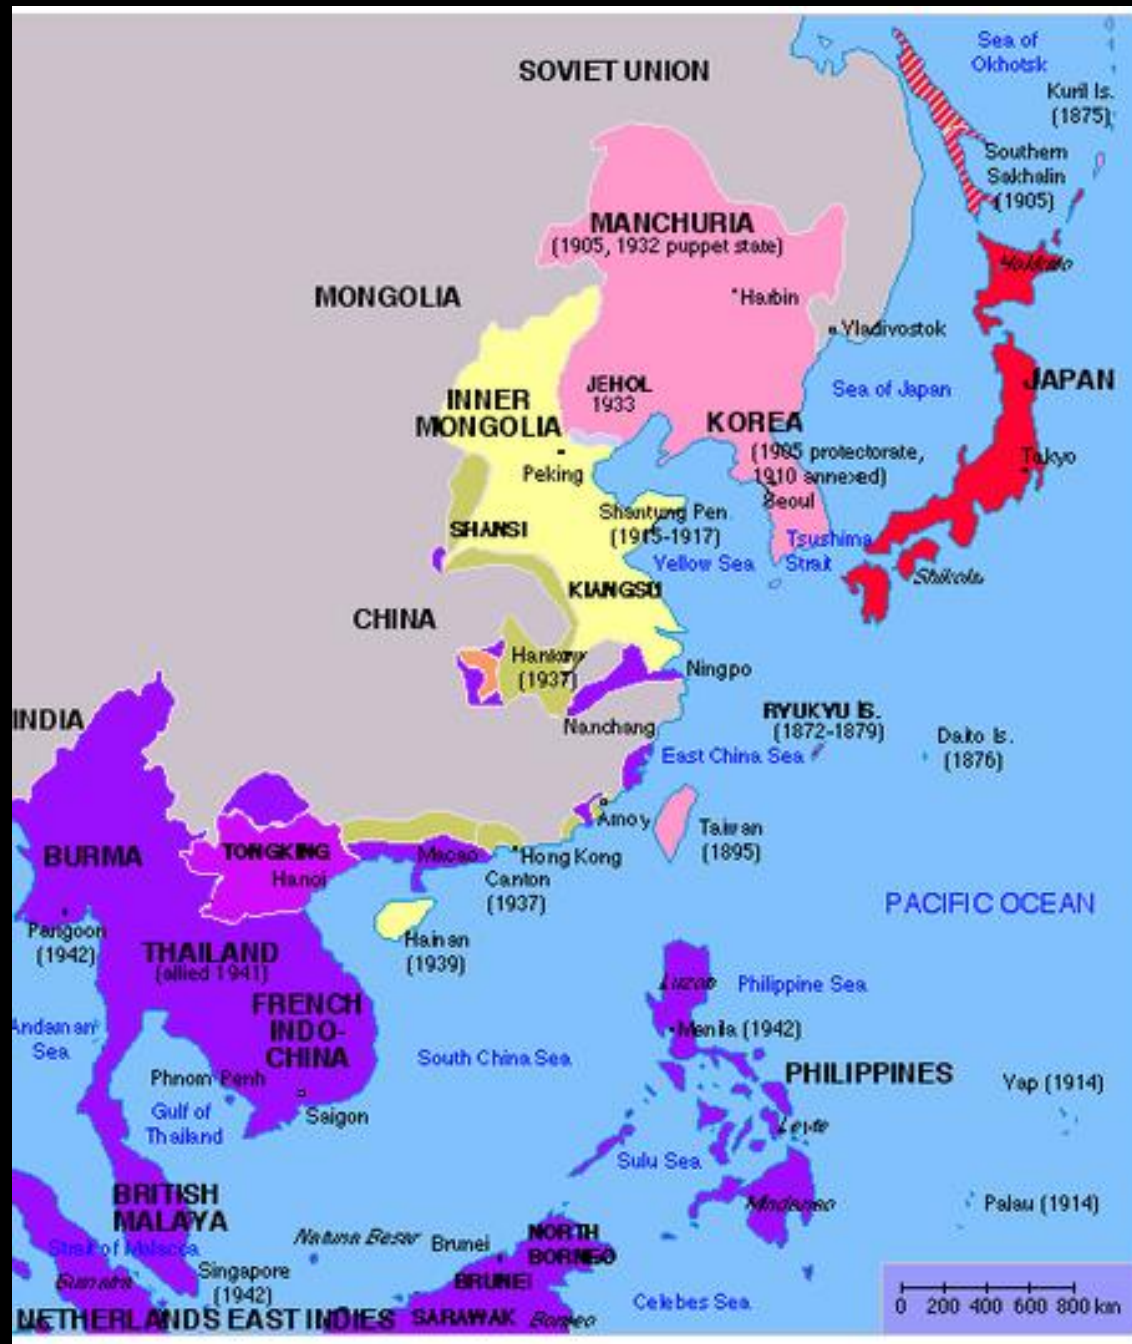 Sea of
Okhotsk
SOVIET UNION
Kuril Is.
(1875)
Southern
Sakhalin
(1905)
MANCHURIA
(1905, 1932 puppet state)
Hokkaido
MONGOLIA
Harbin
Vladivostok
JEHOL
1933
Sea of Japan
JAPAN
INNER
MONGOLIA
KOREA
(1905 protectorate,
1910 annexed)
Tokyo
Peking
Seoul
Shantung Pen
(1915-1917)
SHANSI
Tsushima
Strait
Yellow Sea
Shikoku
KIANGSU
CHINA
Hankow
(1937)
Ningpo
INDIA
Nanchang
RYUKYU IS.
(1872-1879)
Daito Is.
(1876)
East China Sea
Amoy
Taiwan
(1895)
BURMA
TONGKING
Hanoi
Macao
Hong Kong
Canton
(1937)
PACIFIC OCEAN
Rangoon
(1942)
Hainan
(1939)
THAILAND
(allied 1941)
Luzon
Philippine Sea
FRENCH
INDO-
CHINA
Andaman
Sea
Manila (1942)
South China Sea
Phnom Penh
PHILIPPINES
Yap (1914)
Gulf of
Thailand
Saigon
Leyte
Sulu Sea
BRITISH
MALAYA
Mindanao
Palau (1914)
Strait of Malacca
Natuna Besar
Brunei
NORTH
BORNEO
Sumatra
Singapore
(1942)
BRUNEI
NETHERLANDS EAST INDIES
SARAWAK
Borneo
Celebes Sea
0 200 400 600 800 km